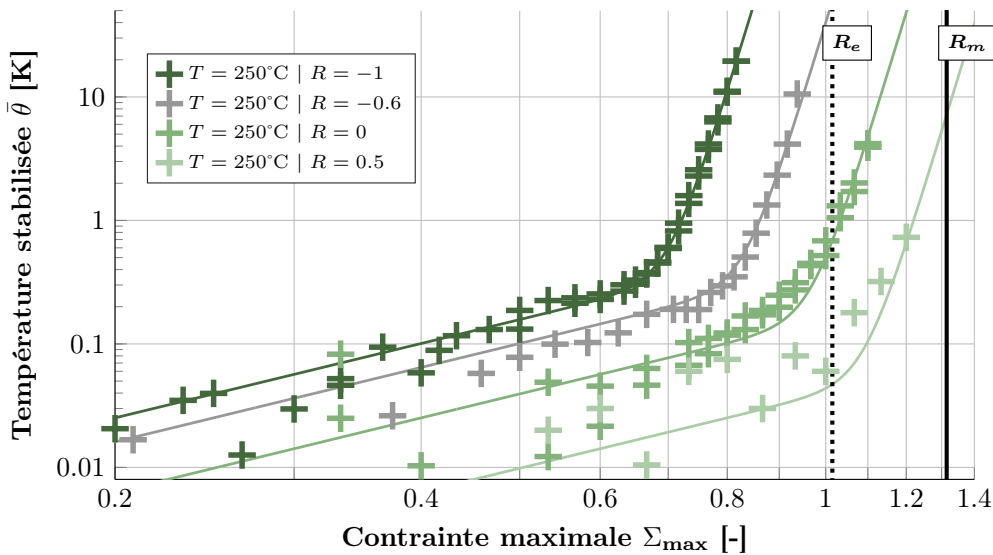 T = 250°C | R = −1
T = 250°C | R = −0.6
T = 250°C | R = 0
T = 250°C | R = 0.5
R_e
R_m
Température stabilisée θ̄ [K]
10
1
0.1
0.01
0.2
0.4
0.6
0.8
1
1.2
1.4
Contrainte maximale Σ_max [-]